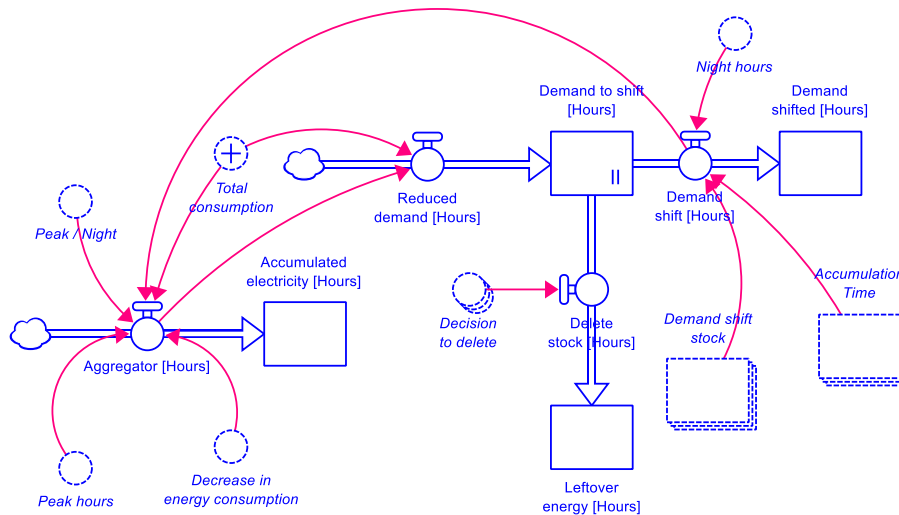 Night hours
Demand to shift
[Hours]
Demand
shifted [Hours]
Total
consumption
Reduced
demand [Hours]
Demand
shift [Hours]
Peak / Night
Accumulated
electricity [Hours]
Accumulation
Time
Decision
to delete
Delete
stock [Hours]
Demand shift
stock
Aggregator [Hours]
Peak hours
Decrease in
energy consumption
Leftover
energy [Hours]